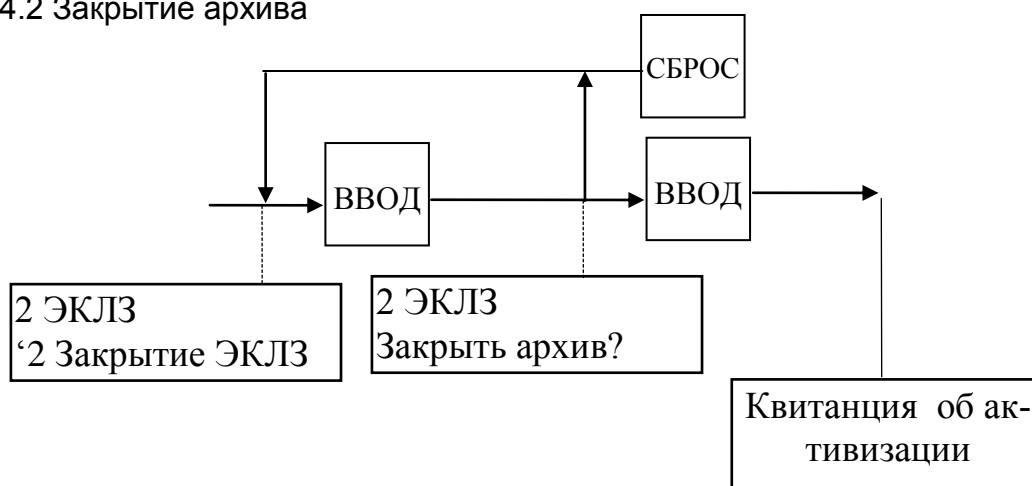 4.2 Закрытие архива
СБРОС
ВВОД
ВВОД
2 ЭКЛЗ
‘2 Закрытие ЭКЛЗ
2 ЭКЛЗ
Закрыть архив?
Квитанция об ак-
тивизации